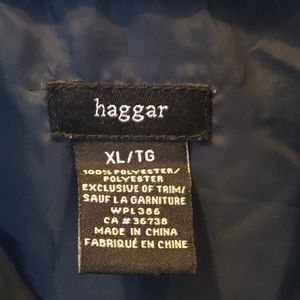 haggar
XL/TG
100% POLYESTER/
POLYESTER
EXCLUSIVE OF TRIM/
SAUF LA GARNITURE
WPL386
CA # 36738
MADE IN CHINA
FABRIQUÉ EN CHINE